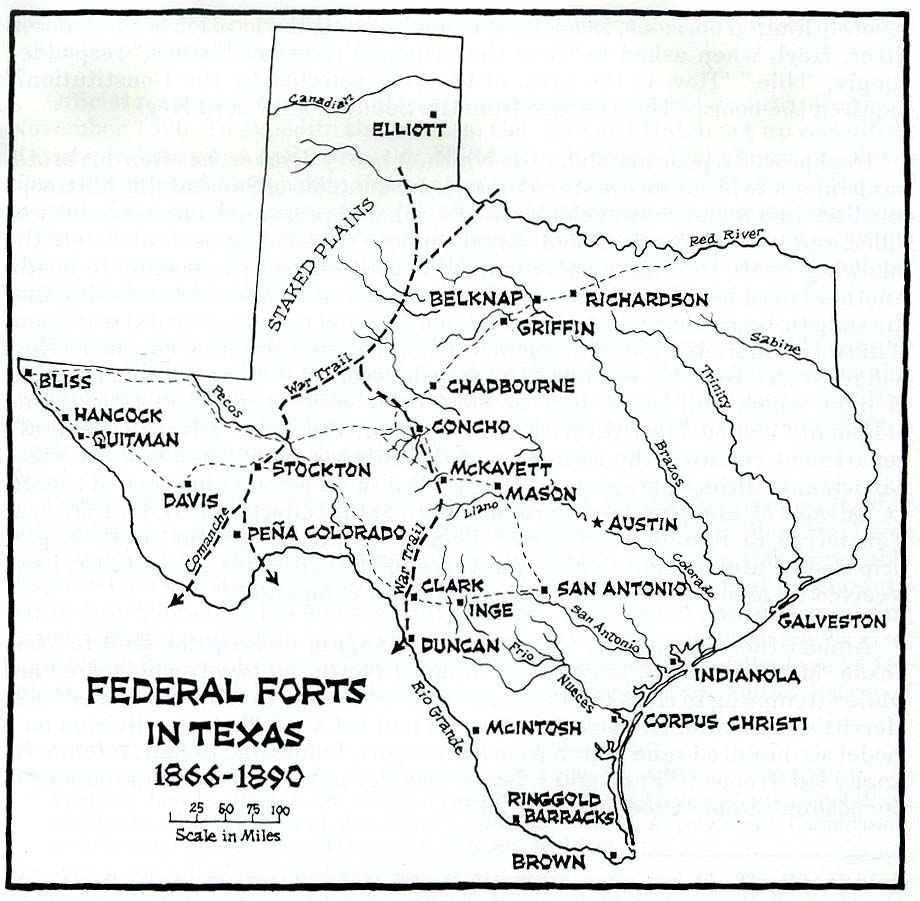 Canadian
ELLIOTT
STAKED PLAINS
Red River
BELKNAP
RICHARDSON
GRIFFIN
Sabine
War Trail
BLISS
CHADBOURNE
Trinity
Pecos
HANCOCK
CONCHO
QUITMAN
Brazos
STOCKTON
McKAVETT
DAVIS
MASON
Llano
AUSTIN
PEÑA COLORADO
Comanche
War Trail
Colorado
CLARK
SAN ANTONIO
INGE
GALVESTON
San Antonio
DUNCAN
Frio
INDIANOLA
Nueces
FEDERAL FORTS
IN TEXAS
1866-1890
Rio Grande
CORPUS CHRISTI
McINTOSH
25 50 75 100
Scale in Miles
RINGGOLD
BARRACKS
BROWN